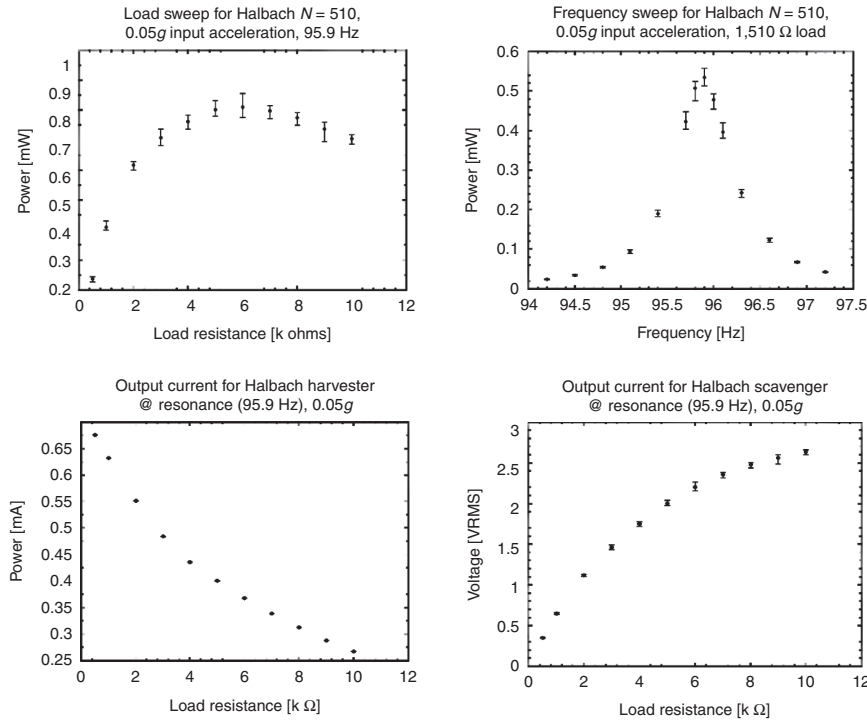 Load sweep for Halbach N = 510,
0.05g input acceleration, 95.9 Hz
1
0.9
0.8
0.7
0.6
0.5
0.4
0.3
0.2
Power [mW]
0 2 4 6 8 10 12
Load resistance [k ohms]
Frequency sweep for Halbach N = 510,
0.05g input acceleration, 1,510 Ω load
0.6
0.5
0.4
0.3
0.2
0.1
0
Power [mW]
94 94.5 95 95.5 96 96.5 97 97.5
Frequency [Hz]
Output current for Halbach harvester
@ resonance (95.9 Hz), 0.05g
0.65
0.6
0.55
0.5
0.45
0.4
0.35
0.3
0.25
Power [mA]
0 2 4 6 8 10 12
Load resistance [k Ω]
Output current for Halbach scavenger
@ resonance (95.9 Hz), 0.05g
3
2.5
2
1.5
1
0.5
0
Voltage [VRMS]
0 2 4 6 8 10 12
Load resistance [k Ω]